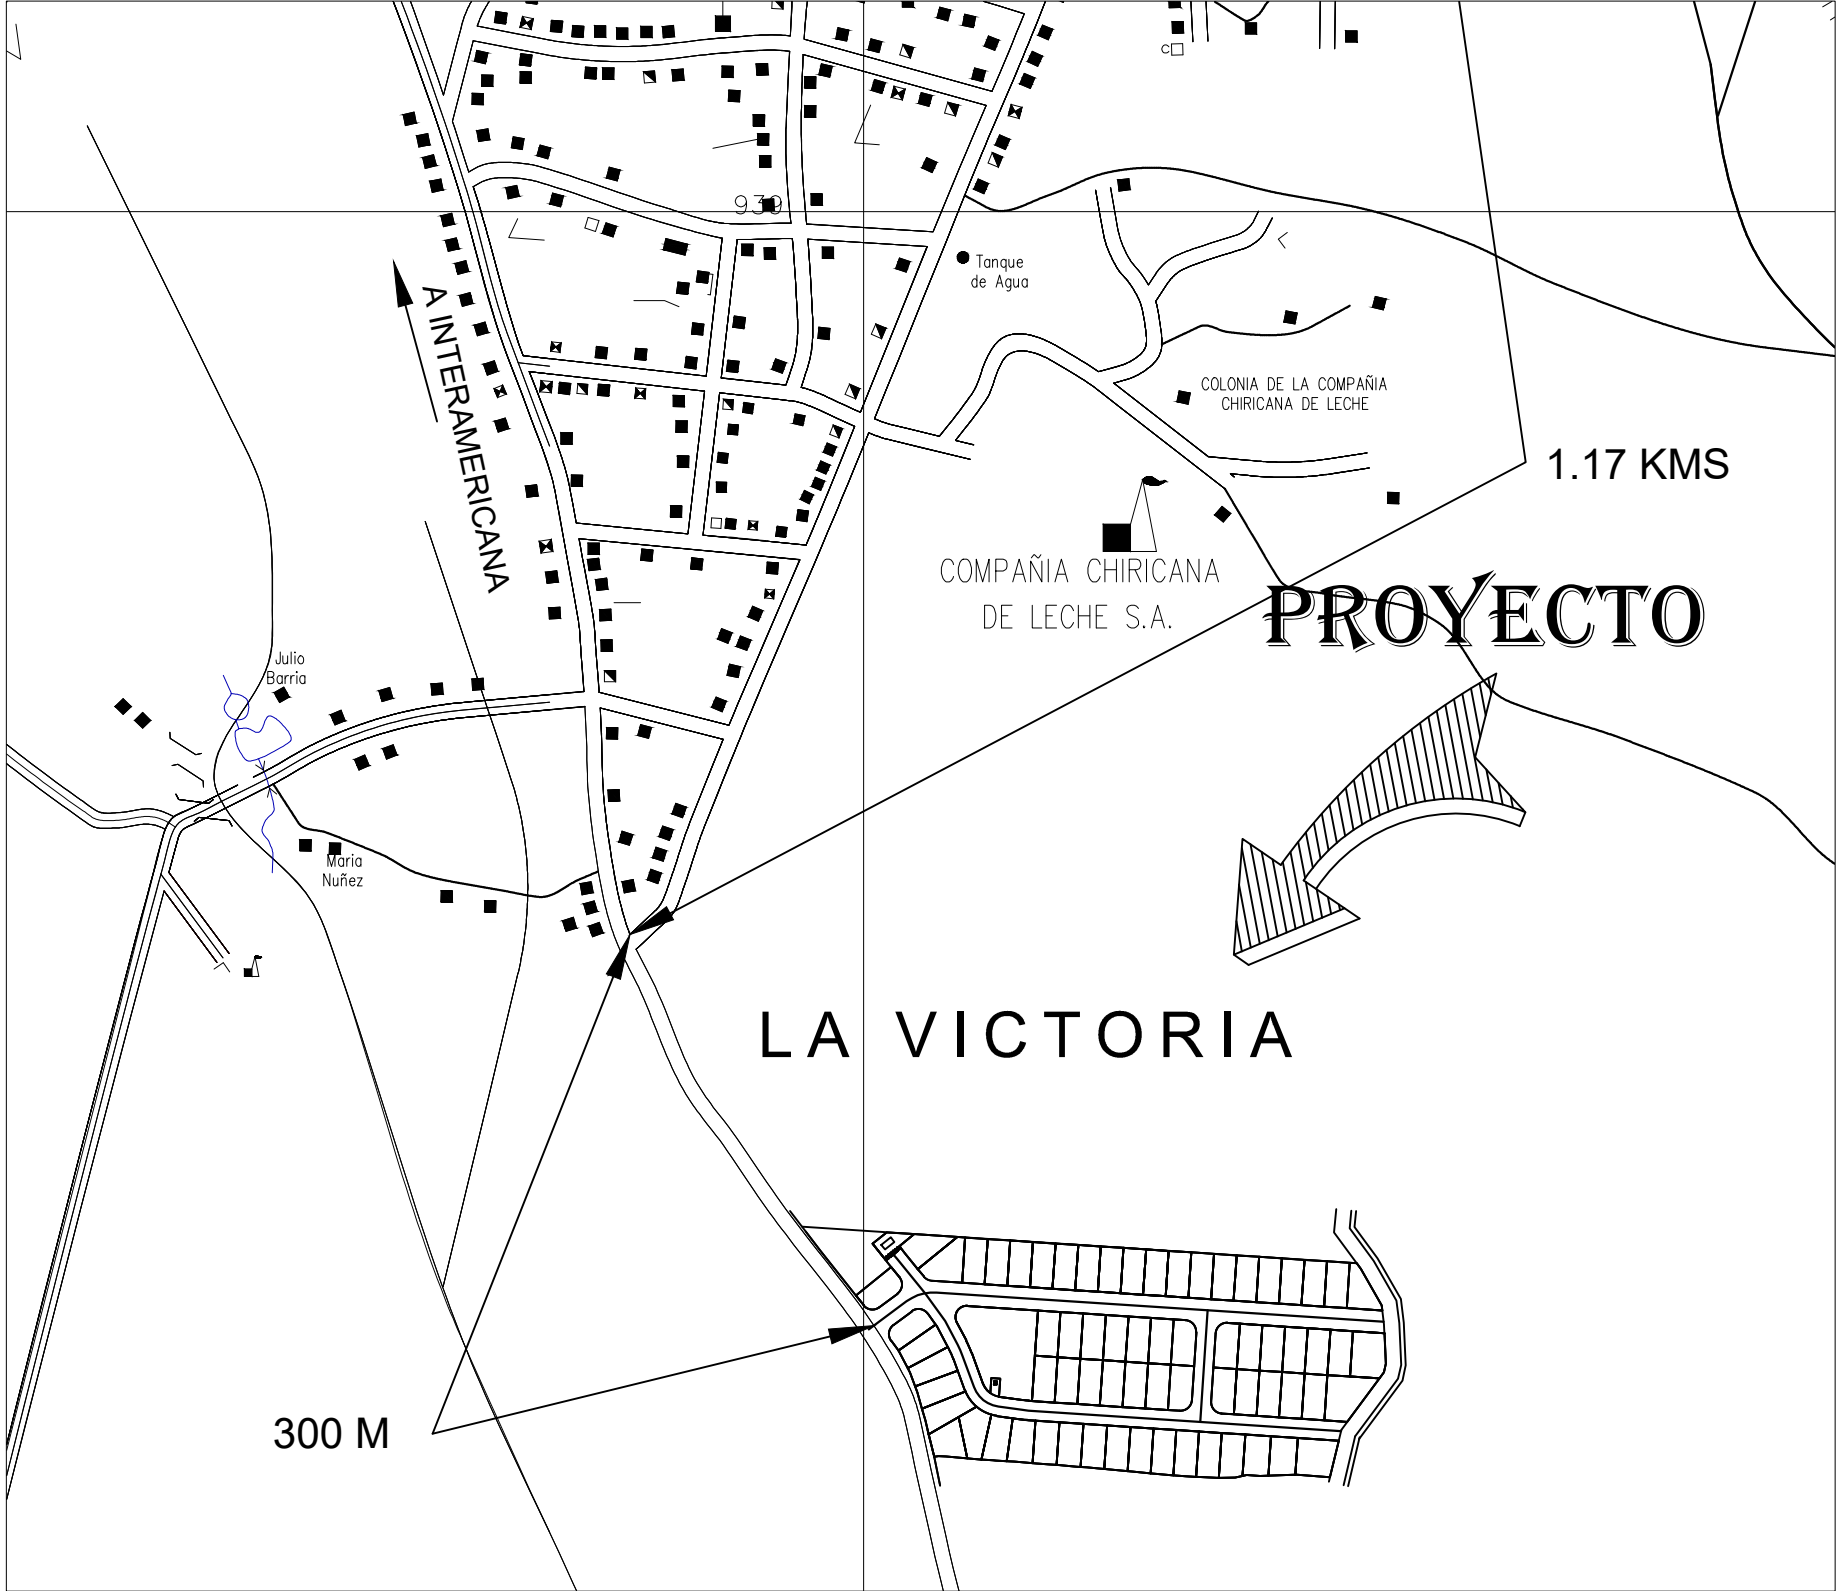 C
939
Tanque
de Agua
A INTERAMERICANA
COLONIA DE LA COMPAÑIA
CHIRICANA DE LECHE
1.17 KMS
COMPAÑIA CHIRICANA
DE LECHE S.A.
PROYECTO
Julio
Barria
Maria
Nuñez
LA VICTORIA
300 M